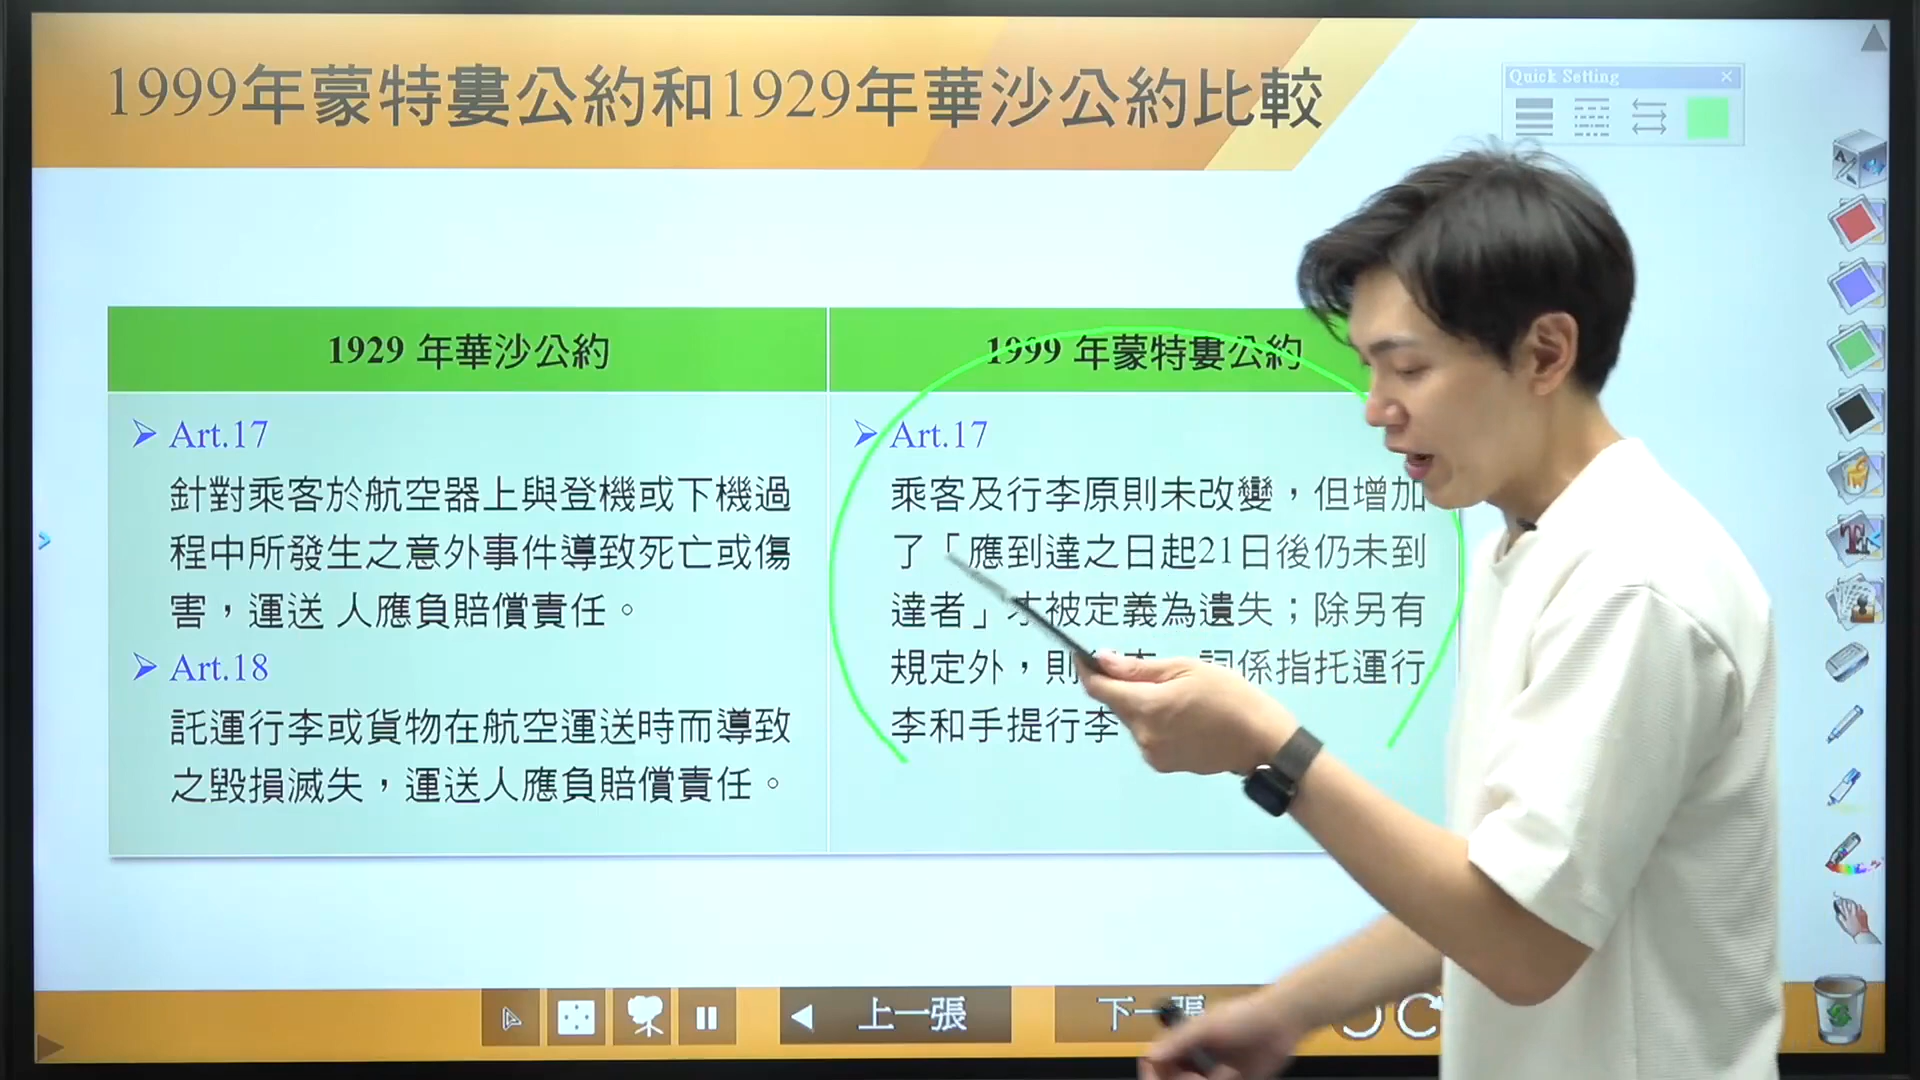 1999年蒙特婁公約和1929年華沙公約比較
Quick Setting
1929 年華沙公約
1999 年蒙特婁公約
Art.17
針對乘客於航空器上與登機或下機過
程中所發生之意外事件導致死亡或傷
害，運送 人應負賠償責任。
Art.18
託運行李或貨物在航空運送時而導致
之毀損滅失，運送人應負賠償責任。
Art.17
乘客及行李原則未改變，但增加
了「應到達之日起21日後仍未到
達者」才被定義為遺失；除另有
規定外，則 詞係指托運行
李和手提行李
上一張
下一張